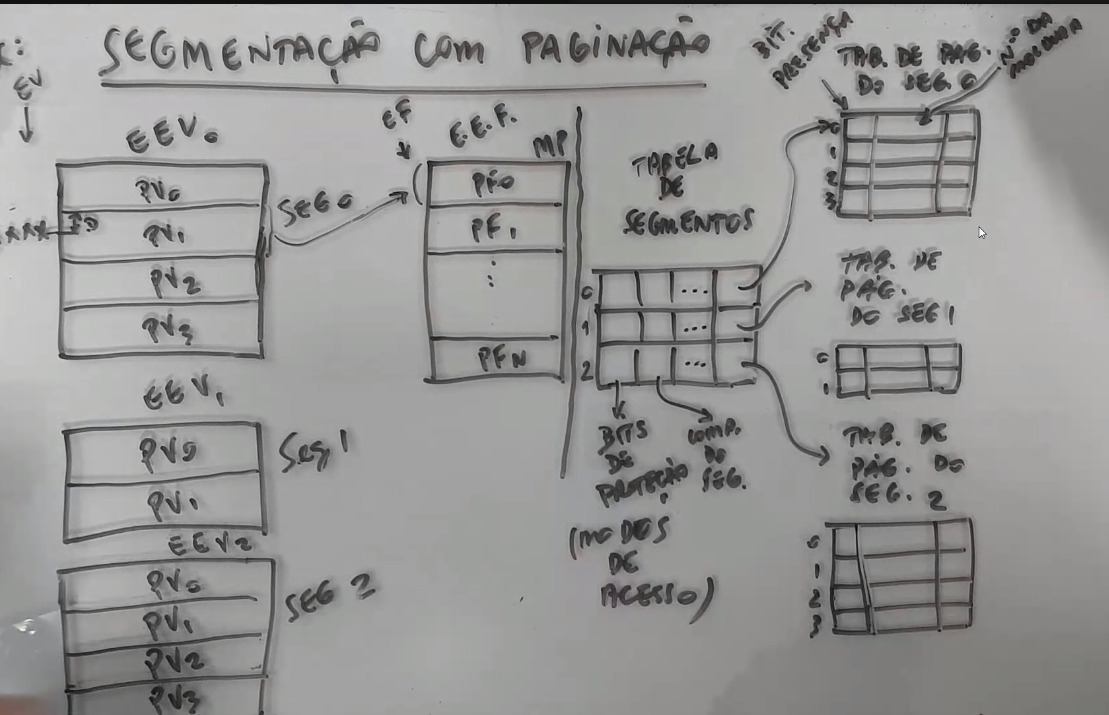 SEGMENTAÇÃO COM PAGINAÇÃO
EV
EEV0
PV0
PV1
PV2
PV3
SEG 0
EEV1
PV0
PV1
SEG 1
EEV2
PV0
PV1
PV2
PV3
SEG 2
EF
E.E.F.
MP
PF0
PF1
⋮
PFN
TABELA
DE
SEGMENTOS
0
...
1
...
2
...
BITS
DE
PROTEÇÃO
(MODOS
DE
ACESSO)
COMP.
DO
SEG.
BIT.
PRESENÇA
TAB. DE PAG.
DO SEG. 0
Nº DA
MOLDURA
0
1
2
3
TAB. DE
PÁG.
DO SEG 1
0
1
TAB. DE
PÁG. DO
SEG. 2
0
1
2
3